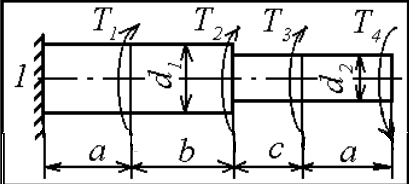 T₁ T₂ T₃ T₄
1 d₁ d₂
a b c a